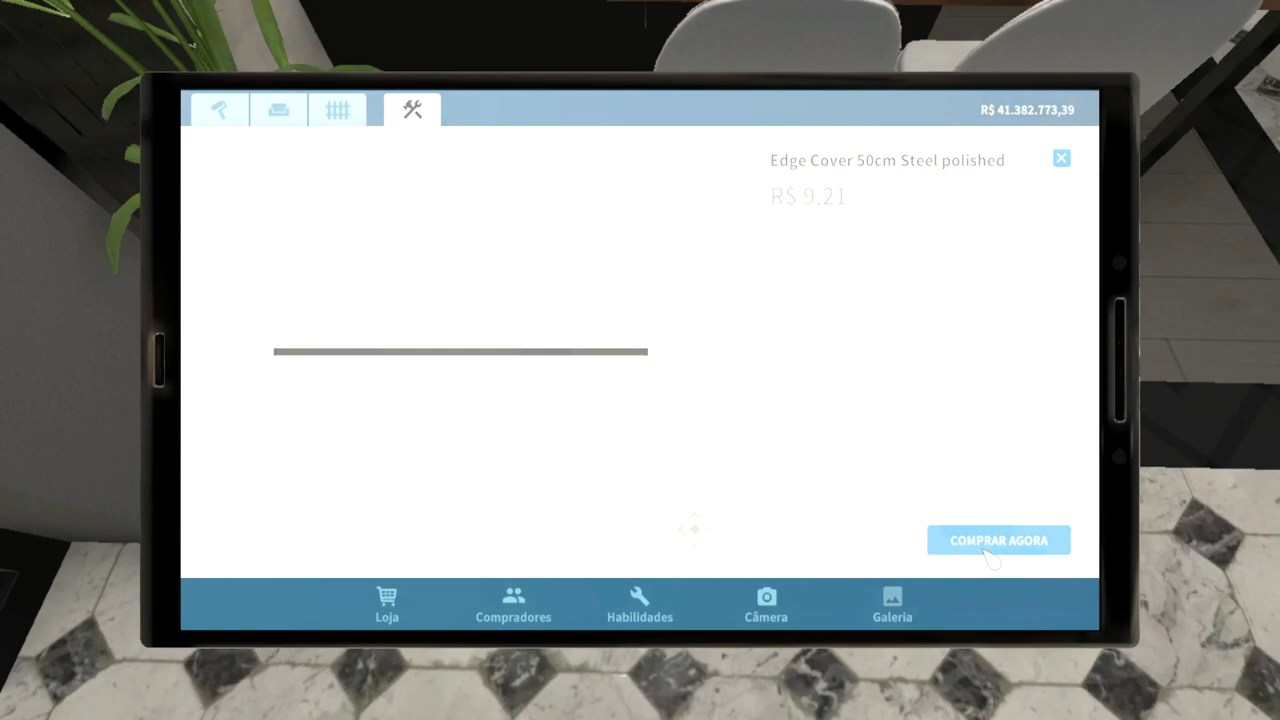 R$ 41.382.773,39
Edge Cover 50cm Steel polished
R$ 9,21
COMPRAR AGORA
Loja
Compradores
Habilidades
Câmera
Galeria